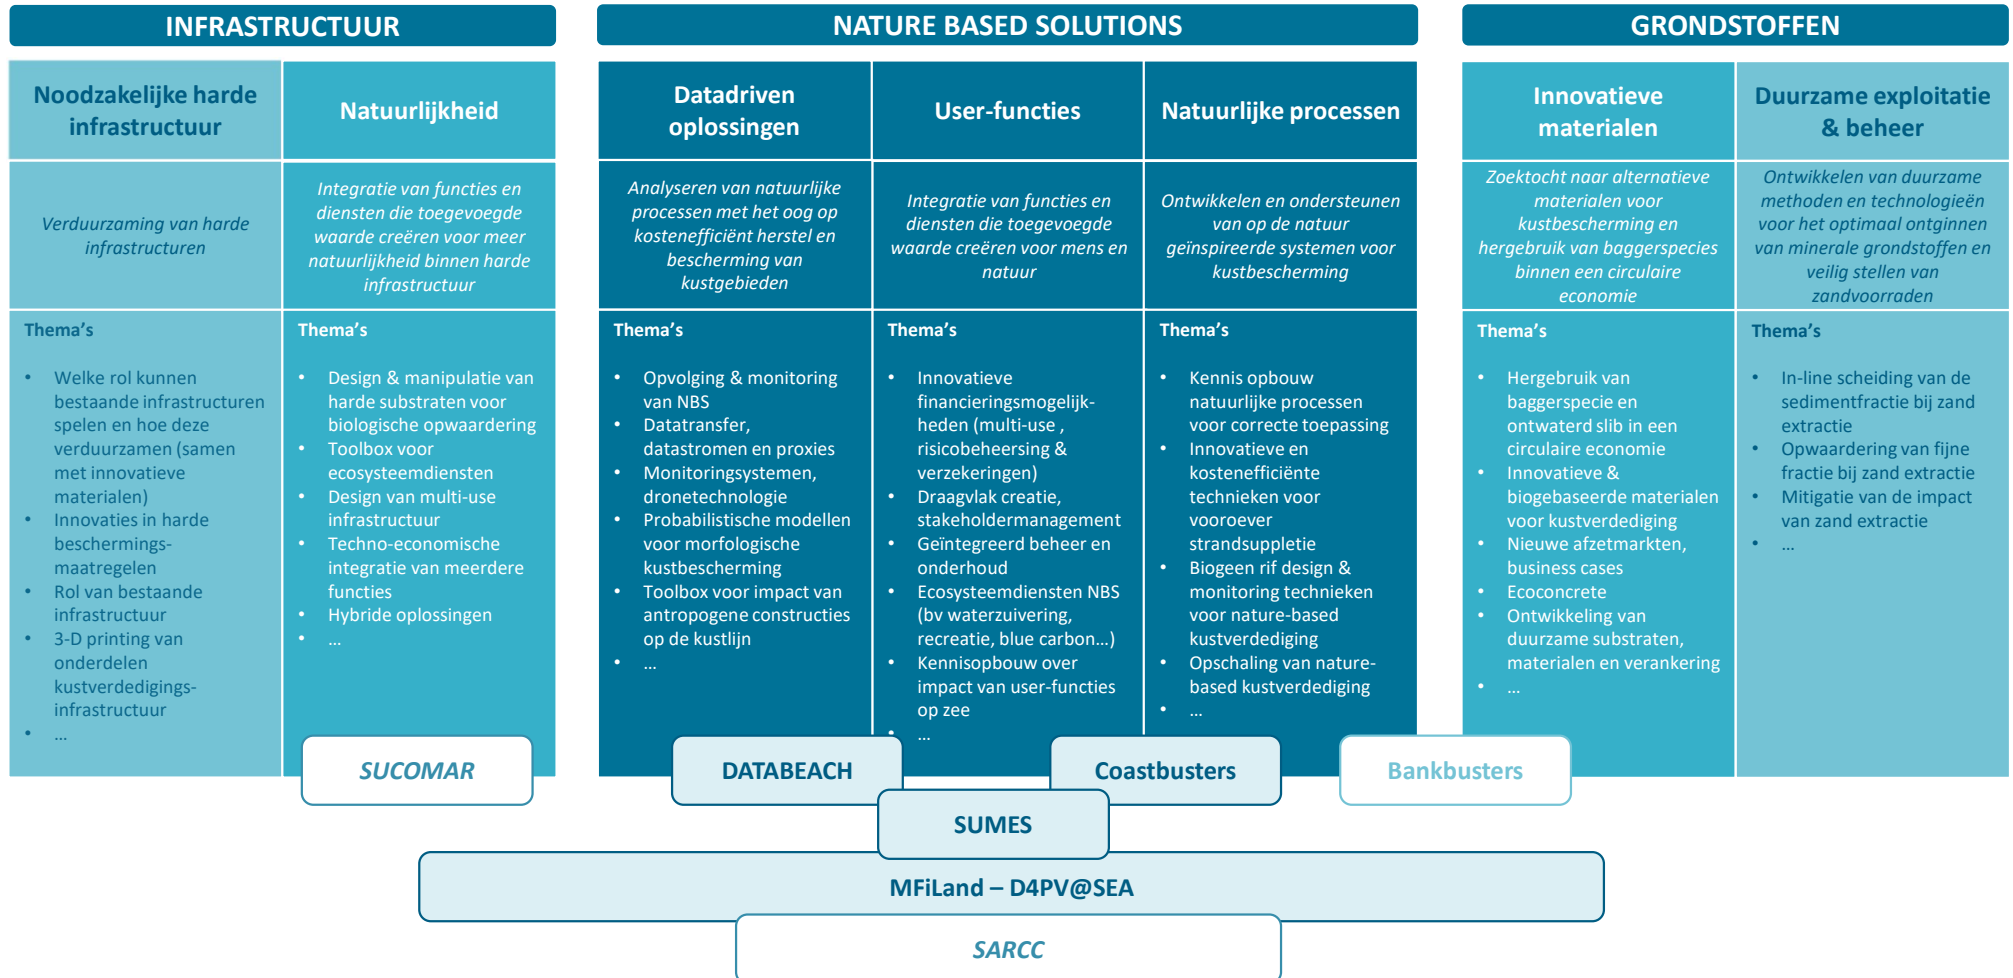 INFRASTRUCTUUR
Noodzakelijke harde
infrastructuur
Verduurzaming van harde
infrastructuren
Thema's
• Welke rol kunnen
bestaande infrastructuren
spelen en hoe deze
verduurzamen (samen
met innovatieve
materialen)
• Innovaties in harde
beschermings-
maatregelen
• Rol van bestaande
infrastructuur
• 3-D printing van
onderdelen
kustverdedigings-
infrastructuur
• …
Natuurlijkheid
Integratie van functies en
diensten die toegevoegde
waarde creëren voor meer
natuurlijkheid binnen harde
infrastructuur
Thema's
• Design & manipulatie van
harde substraten voor
biologische opwaardering
• Toolbox voor
ecosysteemdiensten
• Design van multi-use
infrastructuur
• Techno-economische
integratie van meerdere
functies
• Hybride oplossingen
• …
NATURE BASED SOLUTIONS
Datadriven
oplossingen
Analyseren van natuurlijke
processen met het oog op
kostenefficiënt herstel en
bescherming van
kustgebieden
Thema's
• Opvolging & monitoring
van NBS
• Datatransfer,
datastromen en proxies
• Monitoringsystemen,
dronetechnologie
• Probabilistische modellen
voor morfologische
kustbescherming
• Toolbox voor impact van
antropogene constructies
op de kustlijn
• …
User-functies
Integratie van functies en
diensten die toegevoegde
waarde creëren voor mens en
natuur
Thema's
• Innovatieve
financieringsmogelijk-
heden (multi-use ,
risicobeheersing &
verzekeringen)
• Draagvlak creatie,
stakeholdermanagement
• Geïntegreerd beheer en
onderhoud
• Ecosysteemdiensten NBS
(bv waterzuivering,
recreatie, blue carbon…)
• Kennisopbouw over
impact van user-functies
op zee
• …
Natuurlijke processen
Ontwikkelen en ondersteunen
van op de natuur
geïnspireerde systemen voor
kustbescherming
Thema's
• Kennis opbouw
natuurlijke processen
voor correcte toepassing
• Innovatieve en
kostenefficiënte
technieken voor
vooroever
strandsuppletie
• Biogeen rif design &
monitoring technieken
voor nature-based
kustverdediging
• Opschaling van nature-
based kustverdediging
• …
GRONDSTOFFEN
Innovatieve
materialen
Zoektocht naar alternatieve
materialen voor
kustbescherming en
hergebruik van baggerspecies
binnen een circulaire
economie
Thema's
• Hergebruik van
baggerspecie en
ontwaterd slib in een
circulaire economie
• Innovatieve &
biogebaseerde materialen
voor kustverdediging
• Nieuwe afzetmarkten,
business cases
• Ecoconcrete
• Ontwikkeling van
duurzame substraten,
materialen en verankering
• …
Duurzame exploitatie
& beheer
Ontwikkelen van duurzame
methoden en technologieën
voor het optimaal ontginnen
van minerale grondstoffen en
veilig stellen van
zandvoorraden
Thema's
• In-line scheiding van de
sedimentfractie bij zand
extractie
• Opwaardering van fijne
fractie bij zand extractie
• Mitigatie van de impact
van zand extractie
• …
SUCOMAR
DATABEACH
Coastbusters
Bankbusters
SUMES
MFiLand – D4PV@SEA
SARCC